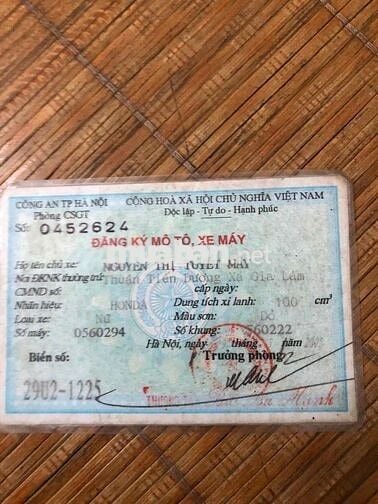 CÔNG AN TP HÀ NỘI CỘNG HOÀ XÃ HỘI CHỦ NGHĨA VIỆT NAM
Phòng CSGT Độc lập - Tự do - Hạnh phúc
Số: 0452624
ĐĂNG KÝ MÔ TÔ, XE MÁY
Họ tên chủ xe: NGUYỄN THỊ TUYẾT MÂY
Nơi ĐKNK thường trú: Thuận Tiến Dương Xá Gia Lâm
CMND số: cấp ngày:
Nhãn hiệu: HONDA Dung tích xi lanh: 100 cm3
Loại xe: Màu sơn: Đỏ
Số máy: 0560294 Số khung: 560222
Hà Nội, ngày tháng năm
Biển số: Trưởng phòng
29U2-1225